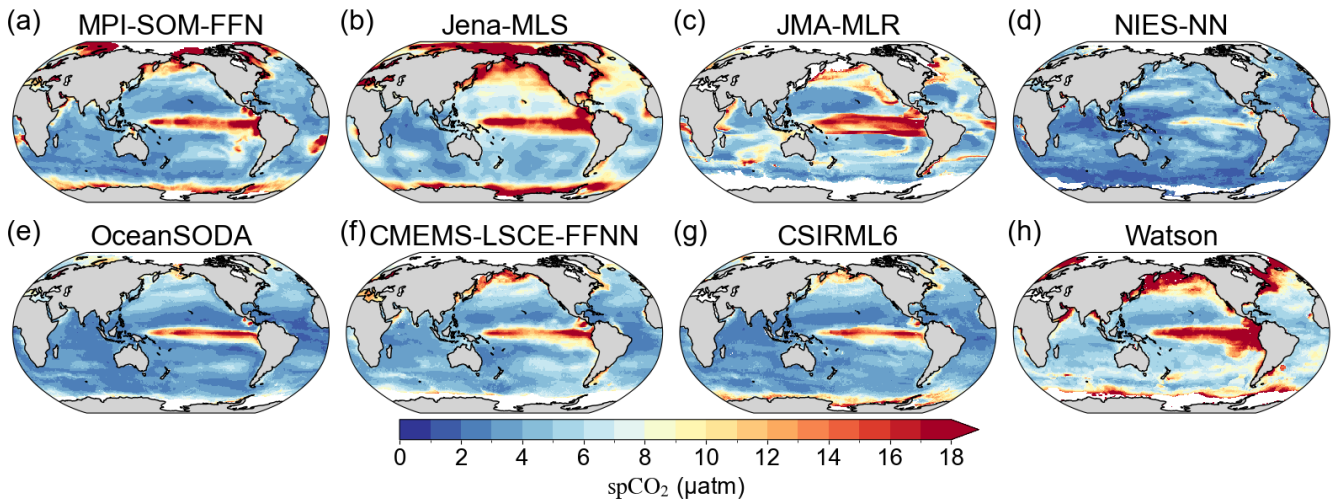 (a) MPI-SOM-FFN (b) Jena-MLS (c) JMA-MLR (d) NIES-NN
(e) OceanSODA (f) CMEMS-LSCE-FFNN (g) CSIRML6 (h) Watson
0 2 4 6 8 10 12 14 16 18
spCO₂ (µatm)